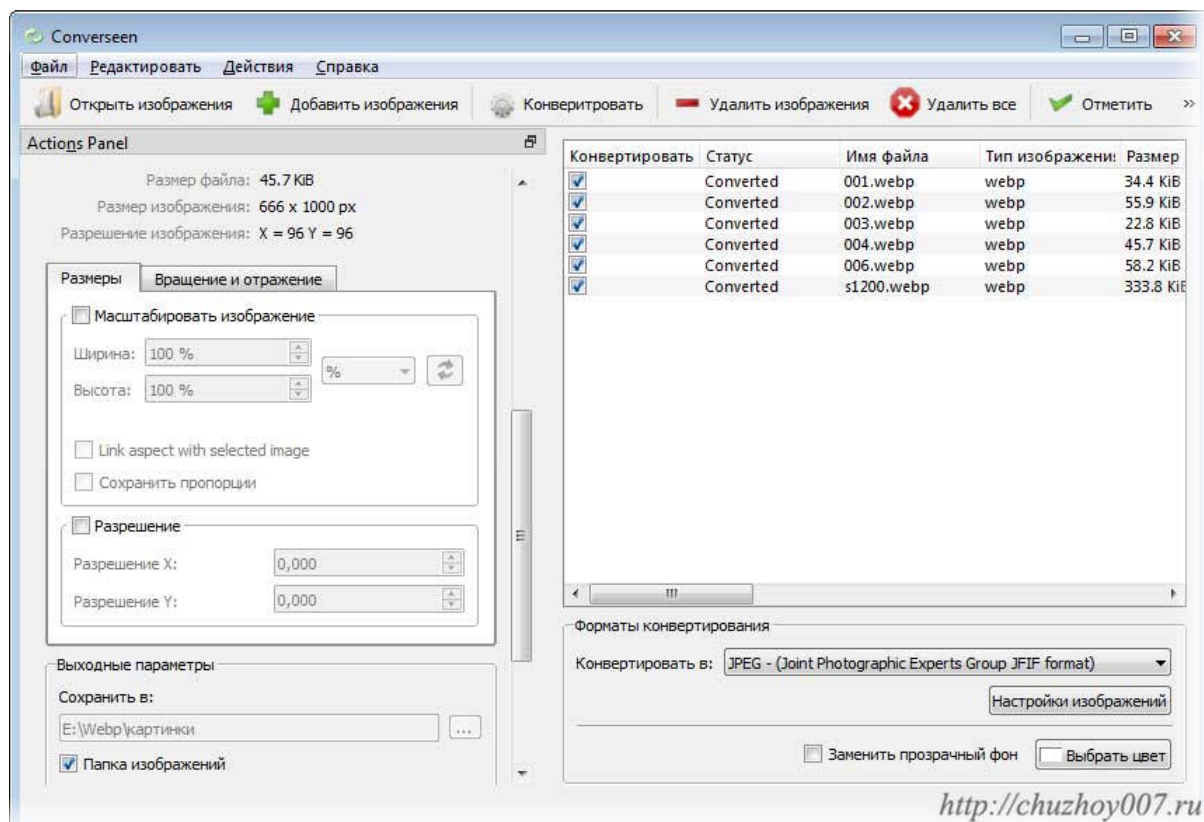 Converseen
Файл Редактировать Действия Справка
Открыть изображения Добавить изображения Конверитровать Удалить изображения Удалить все Отметить »
Actions Panel
Размер файла: 45.7 KiB
Размер изображения: 666 x 1000 px
Разрешение изображения: X = 96 Y = 96
Размеры Вращение и отражение
Масштабировать изображение
Ширина: 100 %
%
Высота: 100 %
Link aspect with selected image
Сохранить пропорции
Разрешение
Разрешение X: 0,000
Разрешение Y: 0,000
Выходные параметры
Сохранить в:
E:\Webp\картинки ...
Папка изображений
Конвертировать Статус Имя файла Тип изображени: Размер
Converted 001.webp webp 34.4 KiB
Converted 002.webp webp 55.9 KiB
Converted 003.webp webp 22.8 KiB
Converted 004.webp webp 45.7 KiB
Converted 006.webp webp 58.2 KiB
Converted s1200.webp webp 333.8 KiB
Форматы конвертирования
Конвертировать в: JPEG - (Joint Photographic Experts Group JFIF format)
Настройки изображений
Заменить прозрачный фон Выбрать цвет
http://chuzhoy007.ru